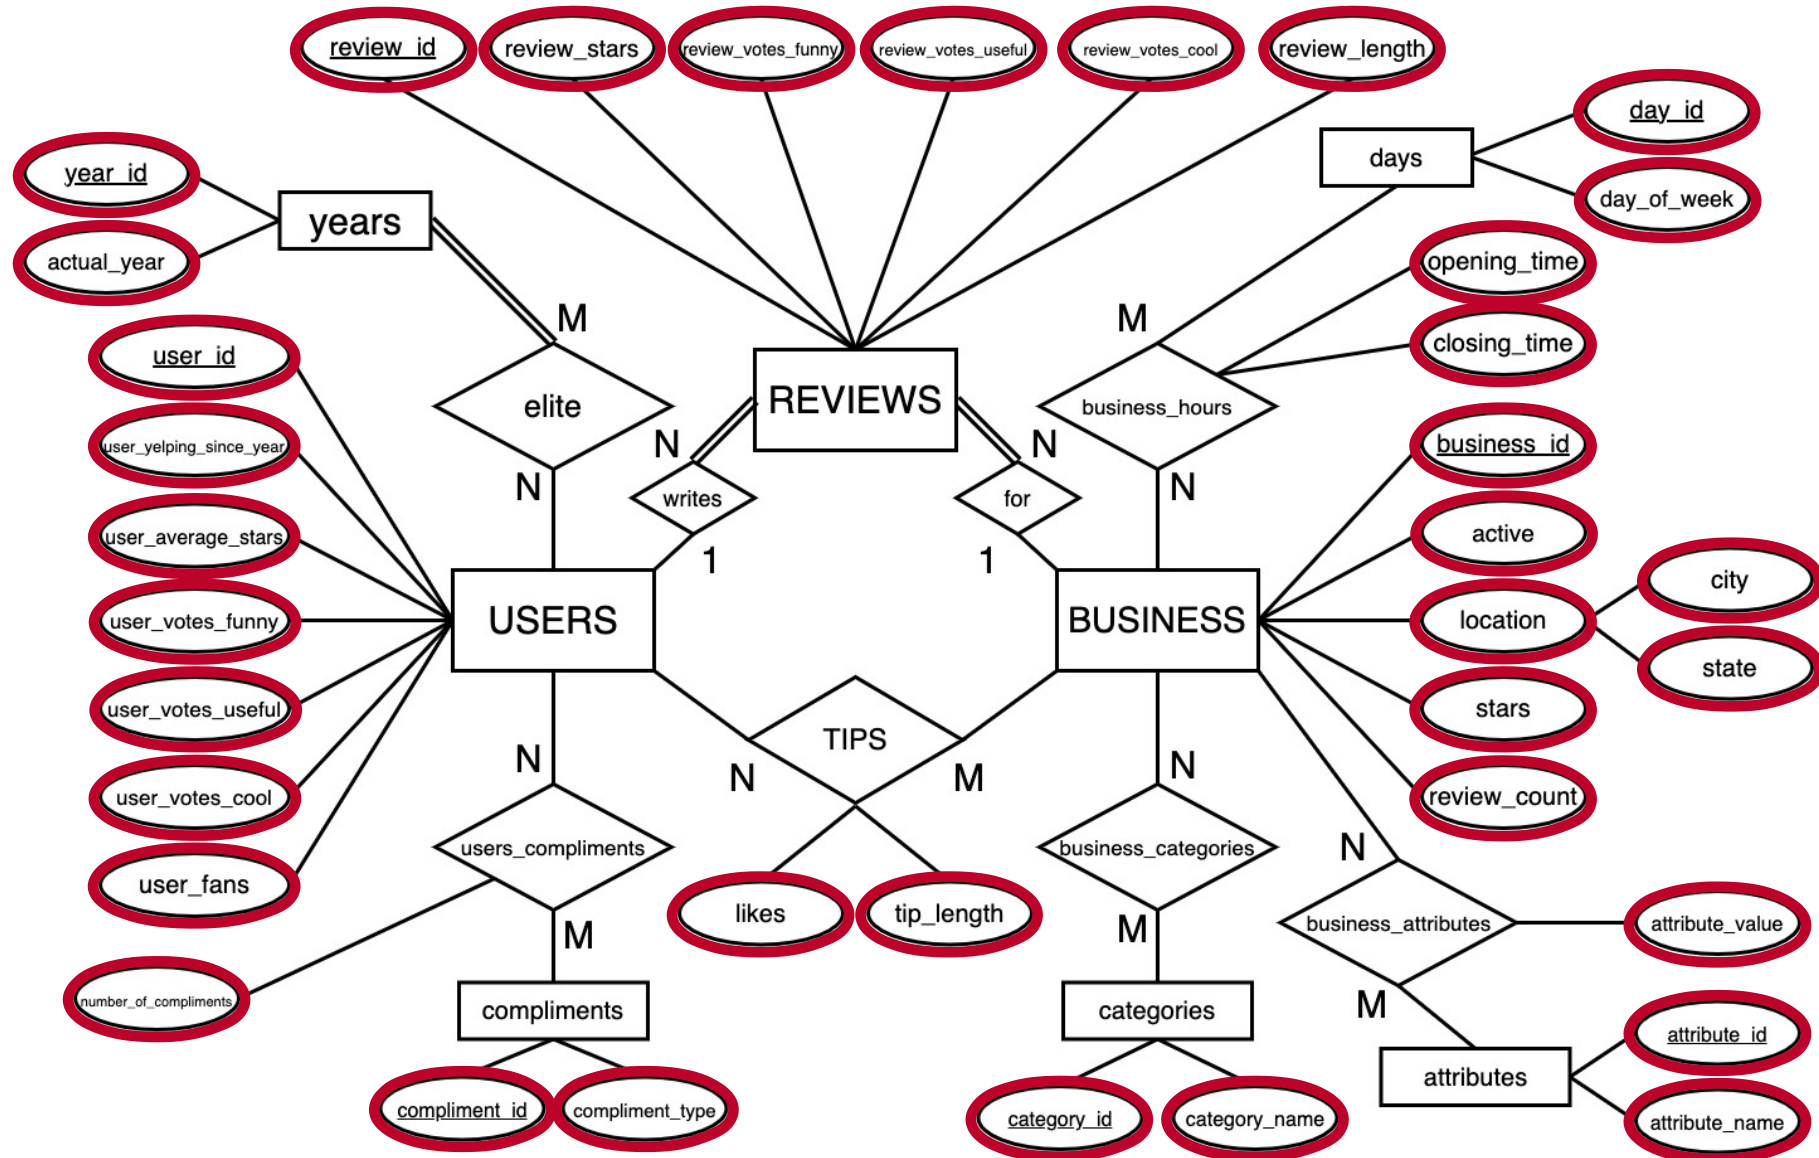 review_id
review_stars
review_votes_funny
review_votes_useful
review_votes_cool
review_length
day_id
days
day_of_week
year_id
years
actual_year
opening_time
closing_time
M
M
user_id
elite
REVIEWS
business_hours
user_yelping_since_year
N
N
business_id
N
N
writes
for
user_average_stars
1
1
active
city
user_votes_funny
USERS
BUSINESS
location
state
user_votes_useful
stars
TIPS
N
N
M
N
user_votes_cool
review_count
users_compliments
business_categories
N
user_fans
likes
tip_length
business_attributes
attribute_value
M
M
number_of_compliments
M
compliments
categories
attribute_id
attributes
compliment_id
compliment_type
category_id
category_name
attribute_name